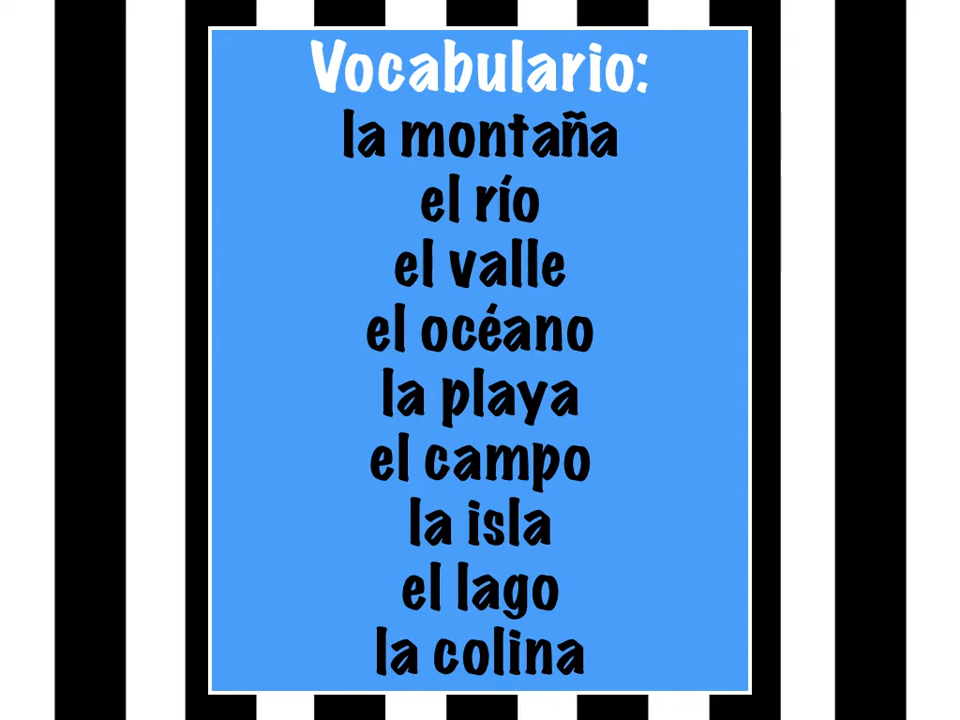 Vocabulario:
la montaña
el río
el valle
el océano
la playa
el campo
la isla
el lago
la colina